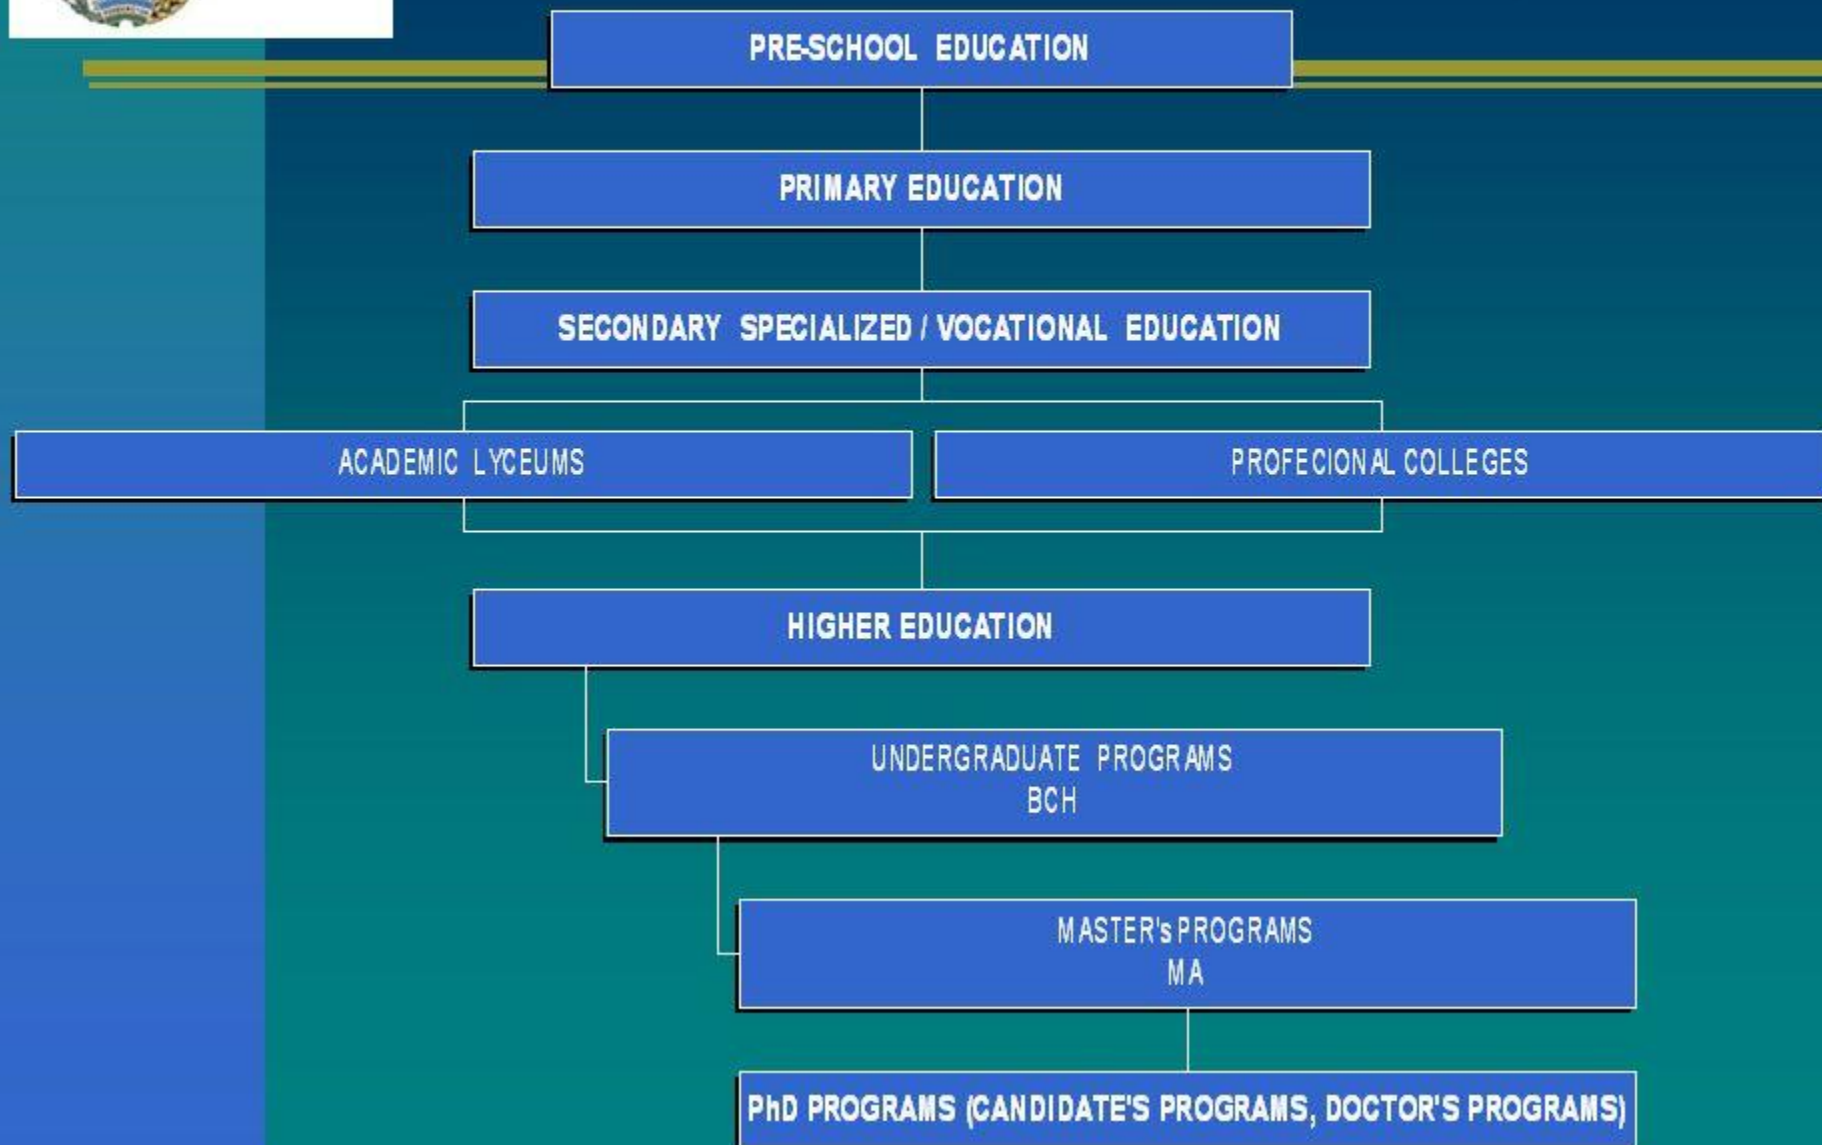 PRE-SCHOOL EDUCATION
PRIMARY EDUCATION
SECONDARY SPECIALIZED / VOCATIONAL EDUCATION
ACADEMIC LYCEUMS
PROFECIONAL COLLEGES
HIGHER EDUCATION
UNDERGRADUATE PROGRAMS
BCH
MASTER's PROGRAMS
MA
PhD PROGRAMS (CANDIDATE'S PROGRAMS, DOCTOR'S PROGRAMS)